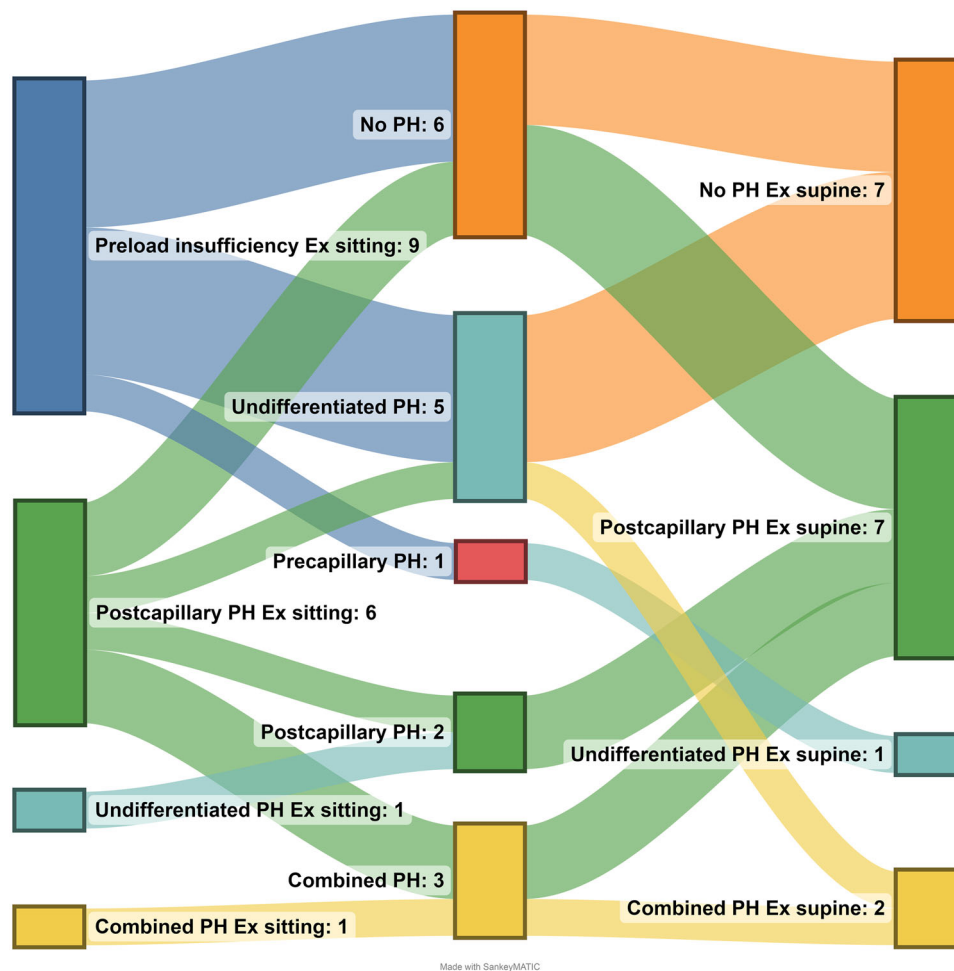 Preload insufficiency Ex sitting: 9
Postcapillary PH Ex sitting: 6
Undifferentiated PH Ex sitting: 1
Combined PH Ex sitting: 1
No PH: 6
Undifferentiated PH: 5
Precapillary PH: 1
Postcapillary PH: 2
Combined PH: 3
No PH Ex supine: 7
Postcapillary PH Ex supine: 7
Undifferentiated PH Ex supine: 1
Combined PH Ex supine: 2
Made with SankeyMATIC